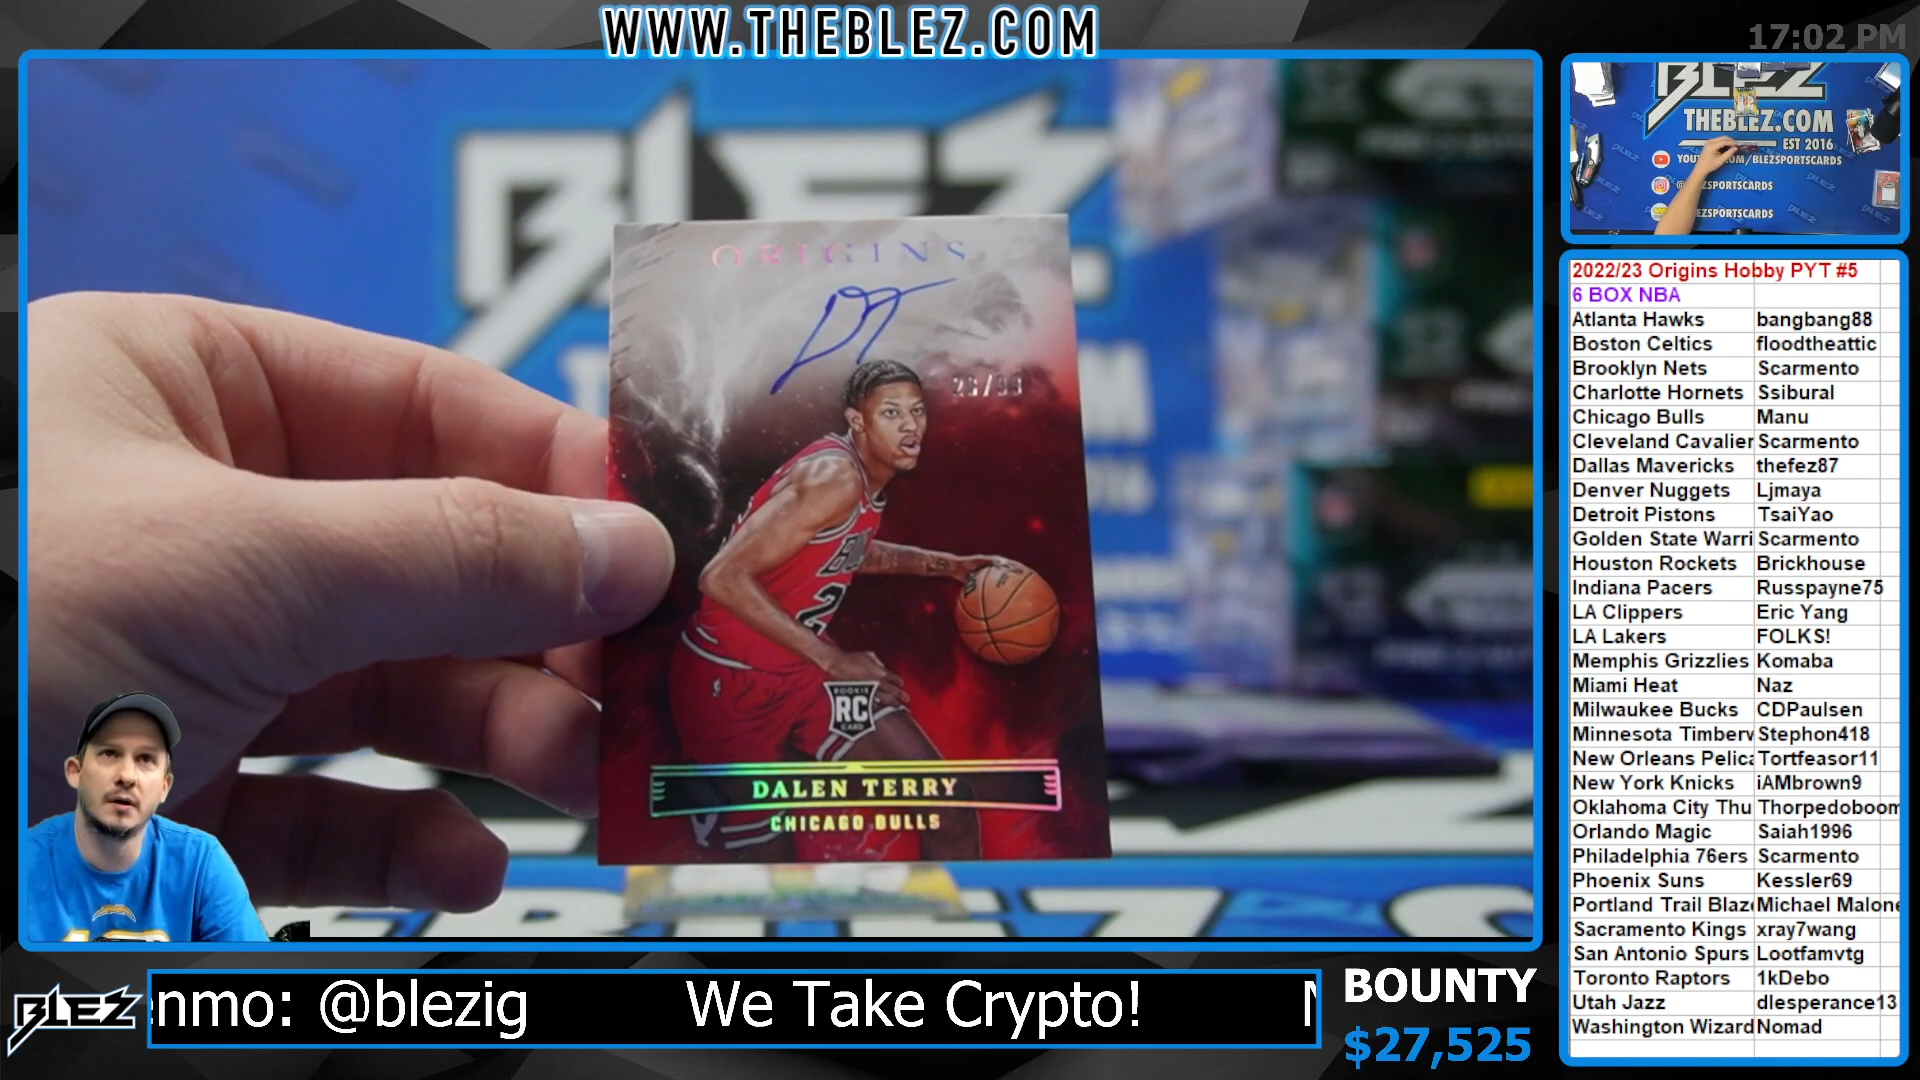 WWW.THEBLEZ.COM
17:02 PM
BLEZ
ORIGINS
DT
RC
DALEN TERRY
CHICAGO BULLS
BLEZ
THEBLEZ.COM
EST 2016
2022/23 Origins Hobby PYT #5
6 BOX NBA
Atlanta Hawks bangbang88
Boston Celtics floodtheattic
Brooklyn Nets Scarmento
Charlotte Hornets Ssibural
Chicago Bulls Manu
Cleveland Cavalier Scarmento
Dallas Mavericks thefez87
Denver Nuggets Ljmaya
Detroit Pistons TsaiYao
Golden State Warri Scarmento
Houston Rockets Brickhouse
Indiana Pacers Russpayne75
LA Clippers Eric Yang
LA Lakers FOLKS!
Memphis Grizzlies Komaba
Miami Heat Naz
Milwaukee Bucks CDPaulsen
Minnesota Timberv Stephon418
New Orleans Pelica Tortfeasor11
New York Knicks iAMbrown9
Oklahoma City Thu Thorpedoboom
Orlando Magic Saiah1996
Philadelphia 76ers Scarmento
Phoenix Suns Kessler69
Portland Trail Blaze Michael Malone
Sacramento Kings xray7wang
San Antonio Spurs Lootfamvtg
Toronto Raptors 1kDebo
Utah Jazz dlesperance13
Washington Wizard Nomad
BLEZ
nmo: @blezig We Take Crypto!
BOUNTY
$27,525